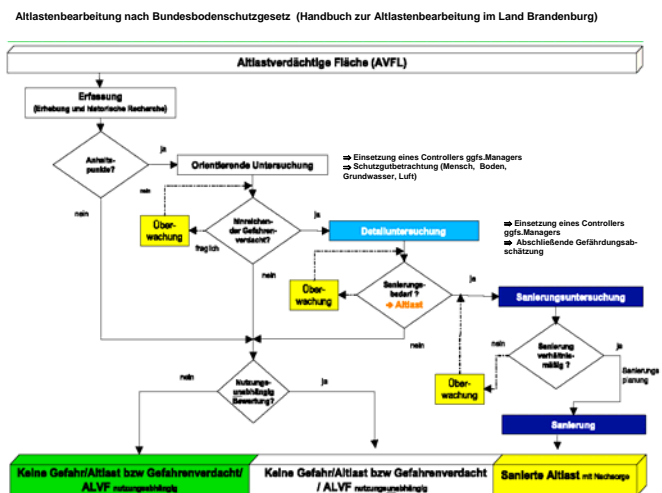 Altlastenbearbeitung nach Bundesbodenschutzgesetz (Handbuch zur Altlastenbearbeitung im Land Brandenburg)
Altlastverdächtige Fläche (AVFL)
Erfassung
(Erhebung und historische Recherche)
Anhalts-
punkte?
ja
nein
Orientierende Untersuchung
⇒ Einsetzung eines Controllers ggfs.Managers
⇒ Schutzgutbetrachtung (Mensch, Boden,
Grundwasser, Luft)
nein
Über-
wachung
fraglich
hinreichen-
der Gefahren-
verdacht?
ja
nein
Detailuntersuchung
⇒ Einsetzung eines Controllers
ggfs.Managers
⇒ Abschließende Gefährdungsab-
schätzung
Über-
wachung
Sanierungs-
bedarf ?
➔ Altlast
ja
nein
Sanierungsuntersuchung
Über-
wachung
nein
Sanierung
verhältnis-
mäßig ?
ja
Sanierungs
planung
Sanierung
nein
Nutzungs-
unabhängig
Bewertung?
ja
Keine Gefahr/Altlast bzw Gefahrenverdacht/
ALVF nutzungsabhängig
Keine Gefahr/Altlast bzw Gefahrenverdacht
/ ALVF nutzungsunabhängig
Sanierte Altlast mit Nachsorge